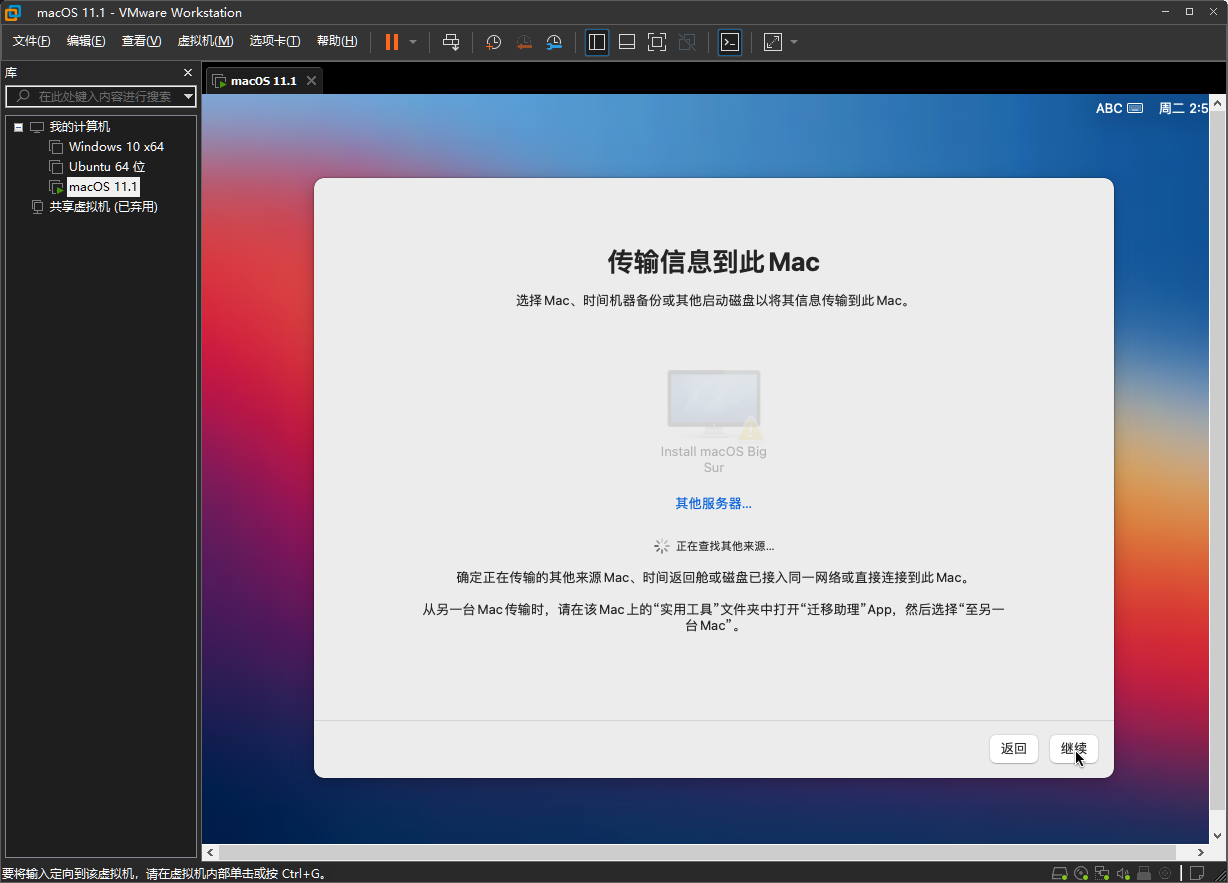 macOS 11.1 - VMware Workstation
文件(F) 编辑(E) 查看(V) 虚拟机(M) 选项卡(T) 帮助(H)
库
macOS 11.1
在此处键入内容进行搜索
ABC 周二 2:5
我的计算机
Windows 10 x64
Ubuntu 64 位
macOS 11.1
共享虚拟机 (已弃用)
传输信息到此 Mac
选择 Mac、时间机器备份或其他启动磁盘以将其信息传输到此 Mac。
Install macOS Big
Sur
其他服务器...
正在查找其他来源...
确定正在传输的其他来源 Mac、时间返回舱或磁盘已接入同一网络或直接连接到此 Mac。
从另一台 Mac 传输时，请在该 Mac 上的“实用工具”文件夹中打开“迁移助理”App，然后选择“至另一
台 Mac”。
返回 继续
要将输入定向到该虚拟机，请在虚拟机内部单击或按 Ctrl+G。